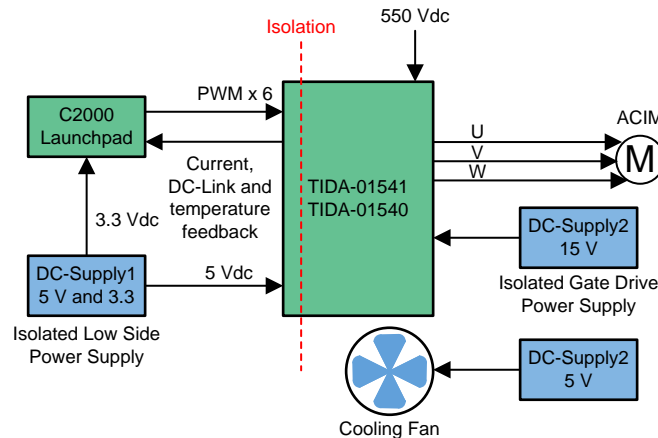 Isolation
550 Vdc
PWM x 6
C2000
Launchpad
Current,
DC-Link and
temperature
feedback
TIDA-01541
TIDA-01540
U
V
W
ACIM
M
3.3 Vdc
DC-Supply1
5 V and 3.3
5 Vdc
Isolated Low Side
Power Supply
DC-Supply2
15 V
Isolated Gate Drive
Power Supply
DC-Supply2
5 V
Cooling Fan